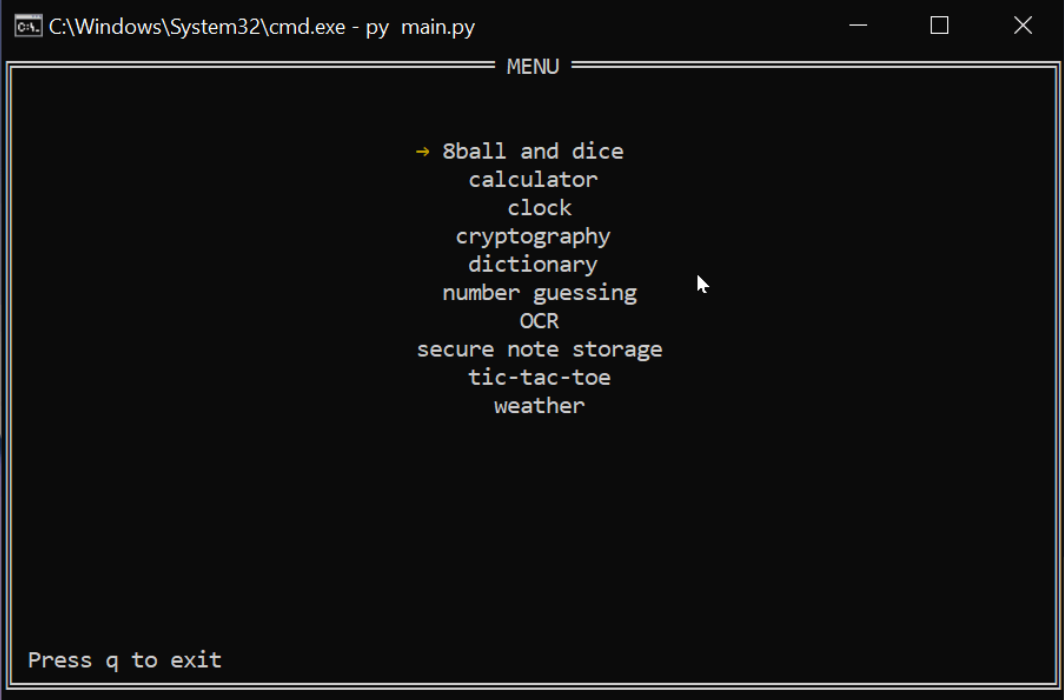 C:\Windows\System32\cmd.exe - py  main.py
MENU
→ 8ball and dice
calculator
clock
cryptography
dictionary
number guessing
OCR
secure note storage
tic-tac-toe
weather
Press q to exit